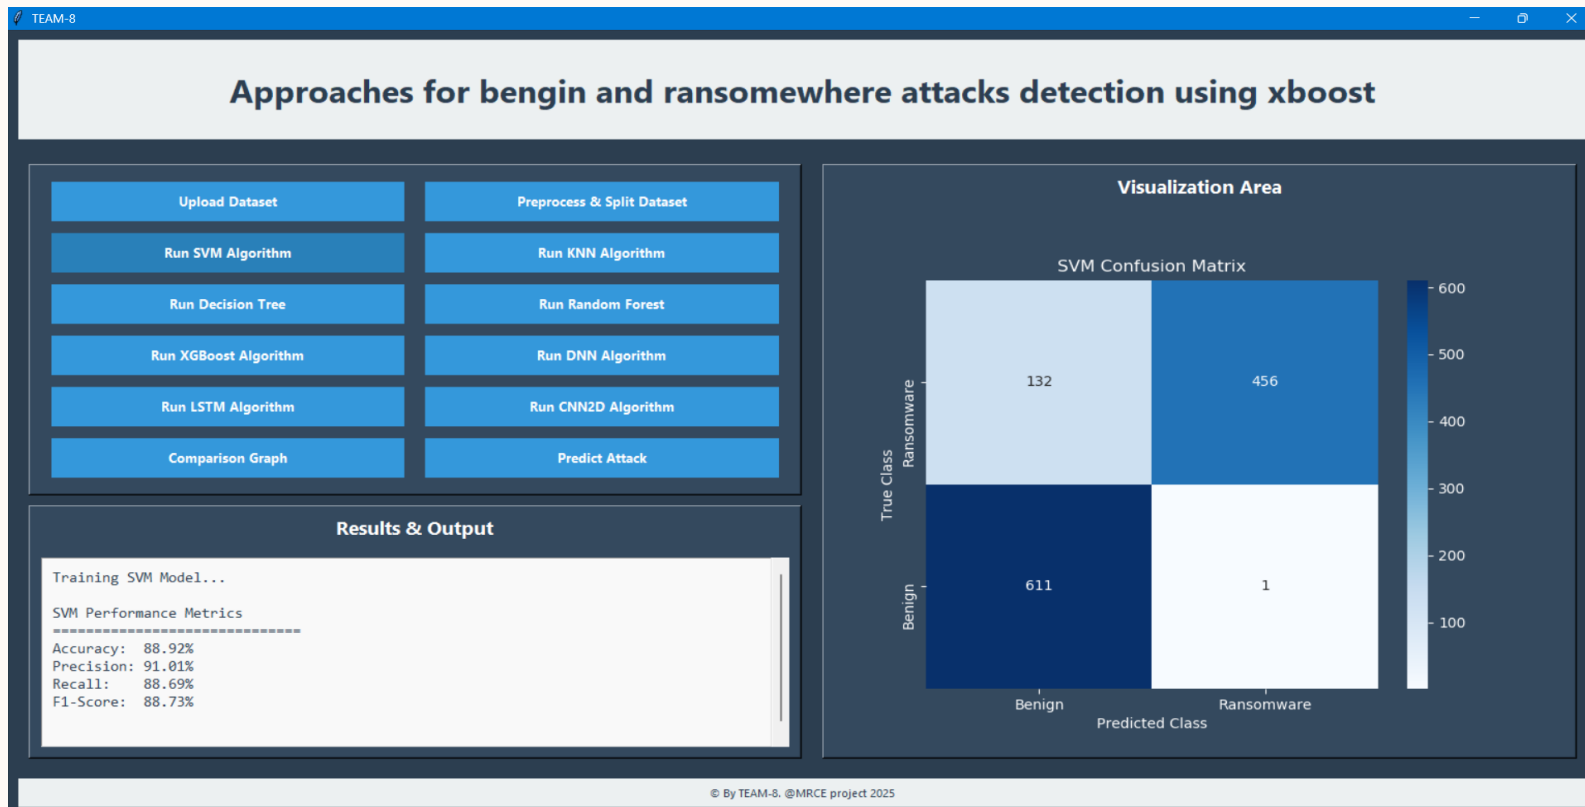 TEAM-8
Approaches for bengin and ransomewhere attacks detection using xboost
Upload Dataset
Preprocess & Split Dataset
Run SVM Algorithm
Run KNN Algorithm
Run Decision Tree
Run Random Forest
Run XGBoost Algorithm
Run DNN Algorithm
Run LSTM Algorithm
Run CNN2D Algorithm
Comparison Graph
Predict Attack
Results & Output
Training SVM Model...
SVM Performance Metrics
==============================
Accuracy: 88.92%
Precision: 91.01%
Recall: 88.69%
F1-Score: 88.73%
Visualization Area
SVM Confusion Matrix
True Class
Ransomware
Benign
132
456
611
1
Benign
Ransomware
Predicted Class
600
500
400
300
200
100
© By TEAM-8. @MRCE project 2025